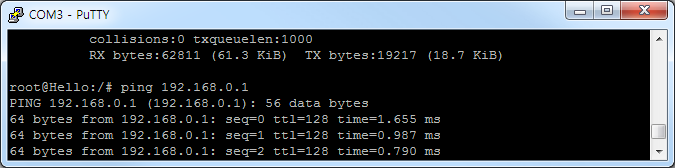 COM3 - PuTTY
collisions:0 txqueuelen:1000
RX bytes:62811 (61.3 KiB)  TX bytes:19217 (18.7 KiB)
root@Hello:/# ping 192.168.0.1
PING 192.168.0.1 (192.168.0.1): 56 data bytes
64 bytes from 192.168.0.1: seq=0 ttl=128 time=1.655 ms
64 bytes from 192.168.0.1: seq=1 ttl=128 time=0.987 ms
64 bytes from 192.168.0.1: seq=2 ttl=128 time=0.790 ms